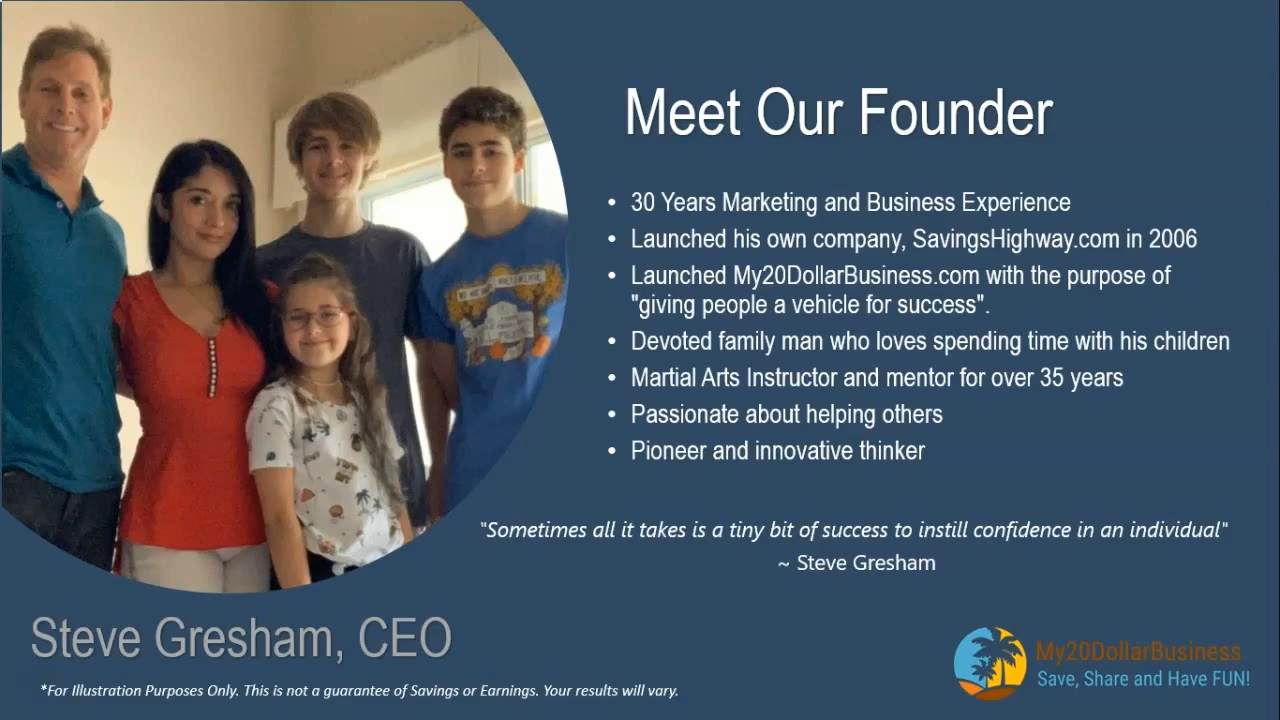 Meet Our Founder
• 30 Years Marketing and Business Experience
• Launched his own company, SavingsHighway.com in 2006
• Launched My20DollarBusiness.com with the purpose of
"giving people a vehicle for success".
• Devoted family man who loves spending time with his children
• Martial Arts Instructor and mentor for over 35 years
• Passionate about helping others
• Pioneer and innovative thinker
"Sometimes all it takes is a tiny bit of success to instill confidence in an individual"
~ Steve Gresham
Steve Gresham, CEO
*For Illustration Purposes Only. This is not a guarantee of Savings or Earnings. Your results will vary.
My20DollarBusiness
Save, Share and Have FUN!